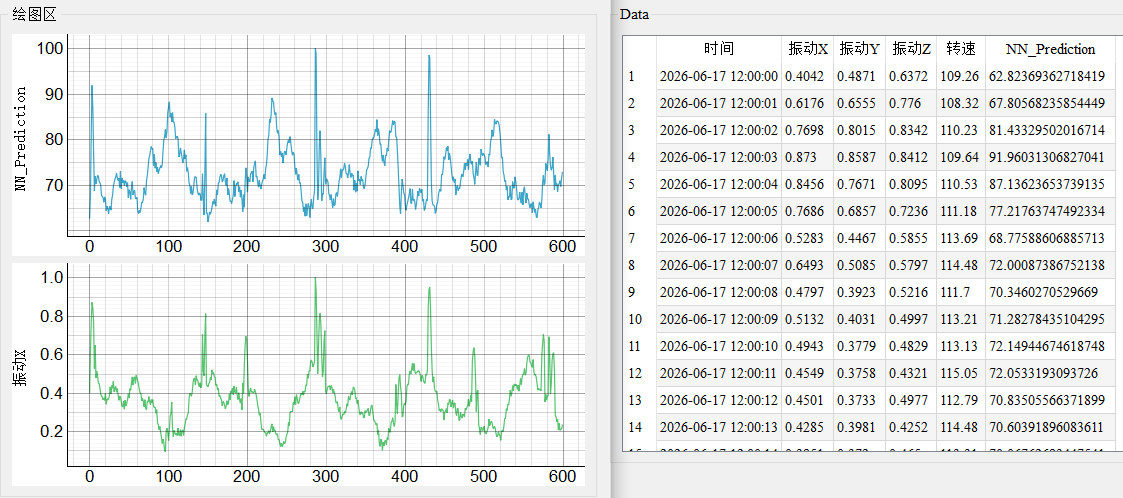 绘图区
100
90
80
70
NN_Prediction
0 100 200 300 400 500 600
1.0
0.8
0.6
0.4
0.2
振动X
0 100 200 300 400 500 600
Data
时间 振动X 振动Y 振动Z 转速 NN_Prediction
1 2026-06-17 12:00:00 0.4042 0.4871 0.6372 109.26 62.82369362718419
2 2026-06-17 12:00:01 0.6176 0.6555 0.776 108.32 67.80568235854449
3 2026-06-17 12:00:02 0.7698 0.8015 0.8342 110.23 81.43329502016714
4 2026-06-17 12:00:03 0.873 0.8587 0.8412 109.64 91.96031306827041
5 2026-06-17 12:00:04 0.8456 0.7671 0.8095 110.53 87.13623653739135
6 2026-06-17 12:00:05 0.7686 0.6857 0.7236 111.18 77.21763747492334
7 2026-06-17 12:00:06 0.5283 0.4467 0.5855 113.69 68.77588606885713
8 2026-06-17 12:00:07 0.6493 0.5085 0.5797 114.48 72.00087386752138
9 2026-06-17 12:00:08 0.4797 0.3923 0.5216 111.7 70.3460270529669
10 2026-06-17 12:00:09 0.5132 0.4031 0.4997 113.21 71.28278435104295
11 2026-06-17 12:00:10 0.4943 0.3779 0.4829 113.13 72.14944674618748
12 2026-06-17 12:00:11 0.4549 0.3758 0.4321 115.05 72.0533193093726
13 2026-06-17 12:00:12 0.4501 0.3733 0.4977 112.79 70.83505566371899
14 2026-06-17 12:00:13 0.4285 0.3981 0.4252 114.48 70.60391896083611